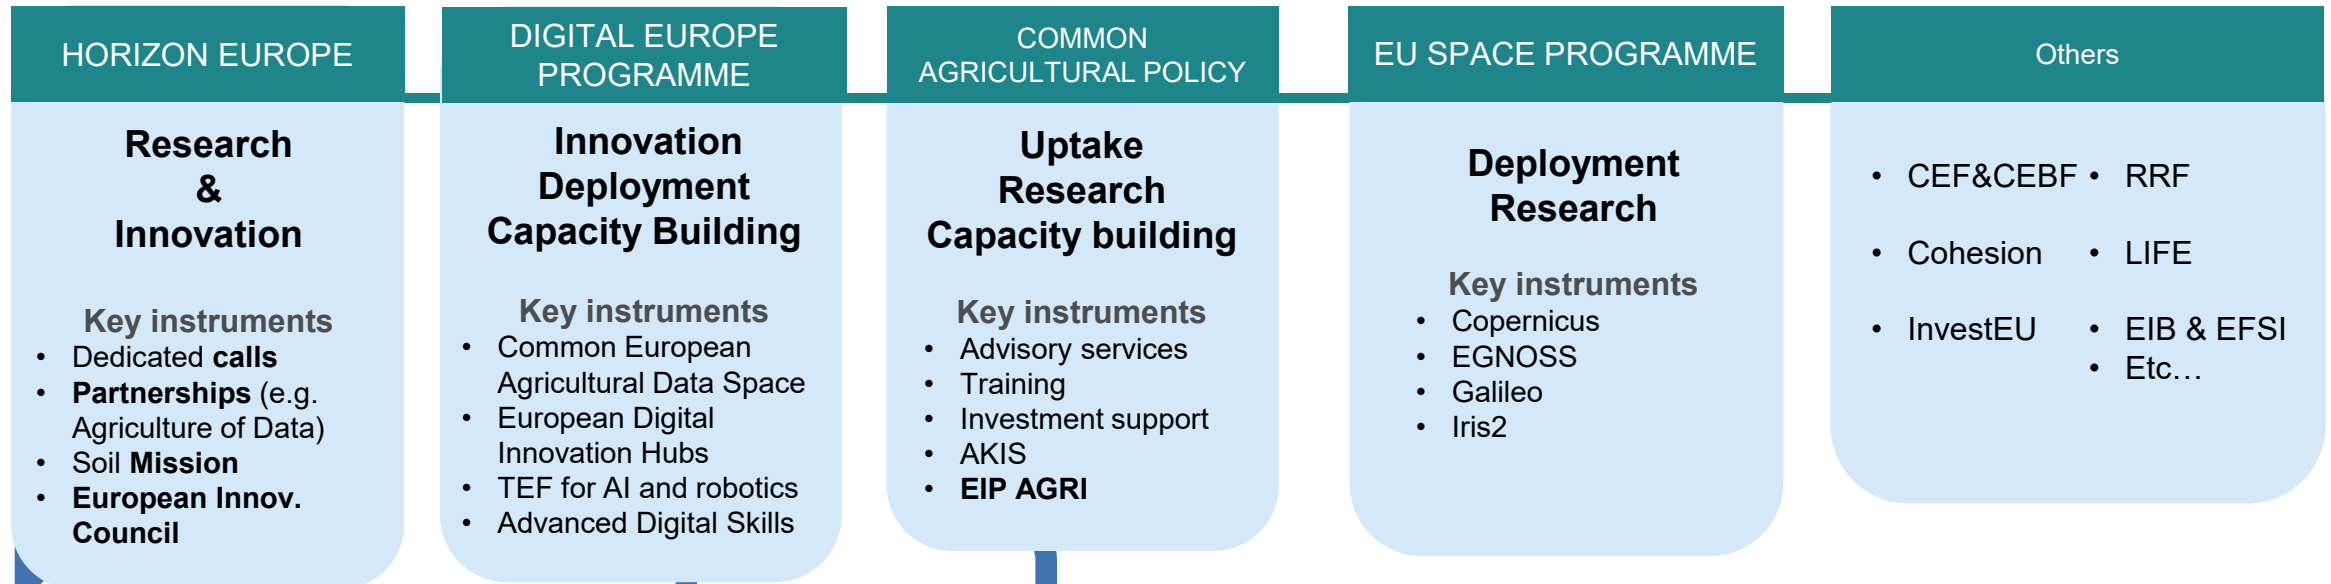 HORIZON EUROPE
Research
&
Innovation
Key instruments
• Dedicated calls
• Partnerships (e.g.
Agriculture of Data)
• Soil Mission
• European Innov.
Council
DIGITAL EUROPE
PROGRAMME
Innovation
Deployment
Capacity Building
Key instruments
• Common European
Agricultural Data Space
• European Digital
Innovation Hubs
• TEF for AI and robotics
• Advanced Digital Skills
COMMON
AGRICULTURAL POLICY
Uptake
Research
Capacity building
Key instruments
• Advisory services
• Training
• Investment support
• AKIS
• EIP AGRI
EU SPACE PROGRAMME
Deployment
Research
Key instruments
• Copernicus
• EGNOSS
• Galileo
• Iris2
Others
• CEF&CEBF
• Cohesion
• InvestEU
• RRF
• LIFE
• EIB & EFSI
• Etc…